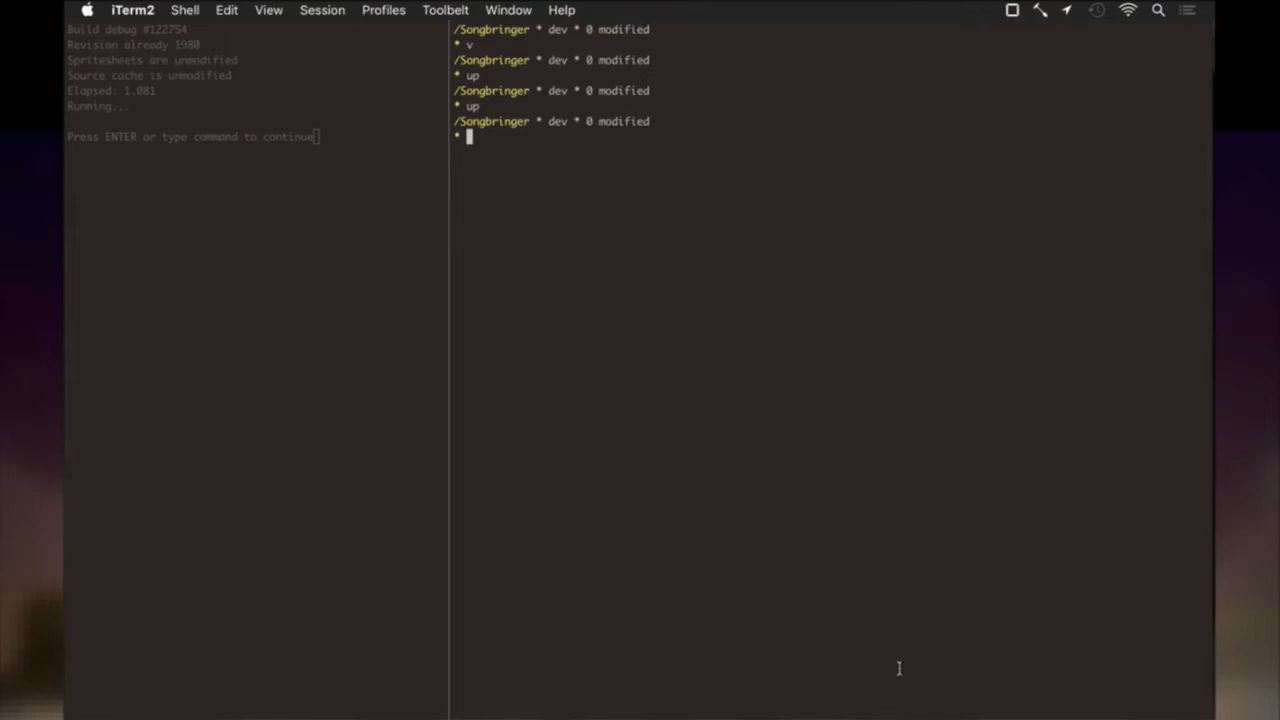 iTerm2 Shell Edit View Session Profiles Toolbelt Window Help
Build debug #122754
Revision already 1980
Spritesheets are unmodified
Source cache is unmodified
Elapsed: 1.081
Running...
Press ENTER or type command to continue
/Songbringer * dev * 0 modified
* v
/Songbringer * dev * 0 modified
* up
/Songbringer * dev * 0 modified
* up
/Songbringer * dev * 0 modified
*